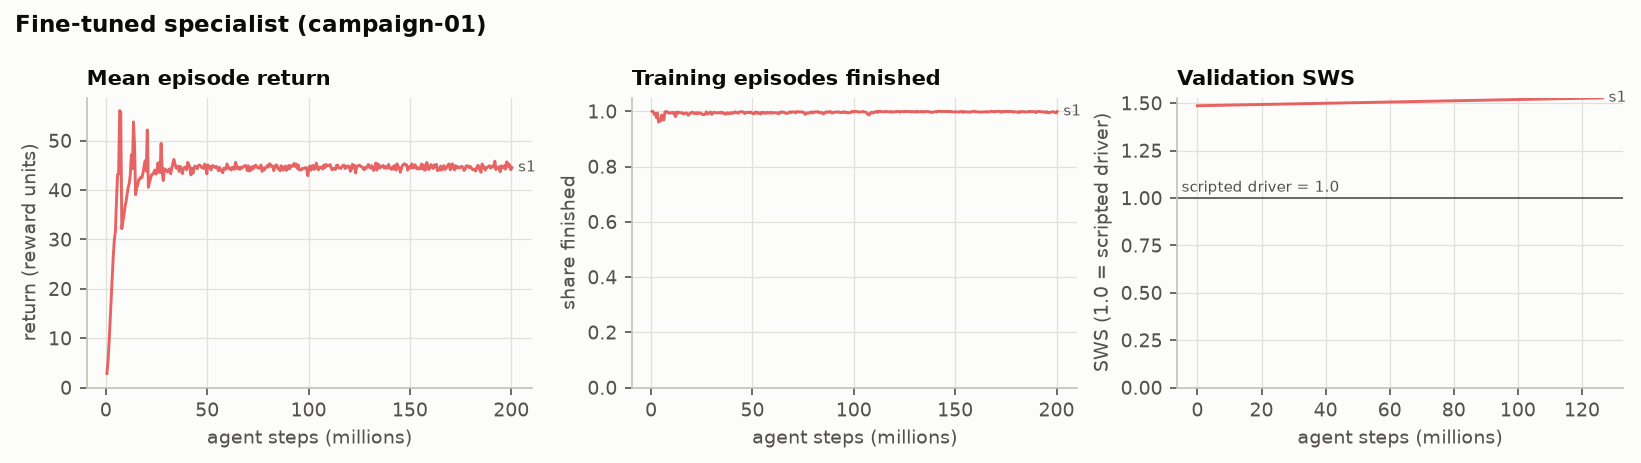 Fine-tuned specialist (campaign-01)
Mean episode return
return (reward units)
50
40
30
20
10
0
0 50 100 150 200
agent steps (millions)
s1
Training episodes finished
share finished
1.0
0.8
0.6
0.4
0.2
0.0
0 50 100 150 200
agent steps (millions)
s1
Validation SWS
SWS (1.0 = scripted driver)
1.50
1.25
1.00
0.75
0.50
0.25
0.00
scripted driver = 1.0
0 20 40 60 80 100 120
agent steps (millions)
s1